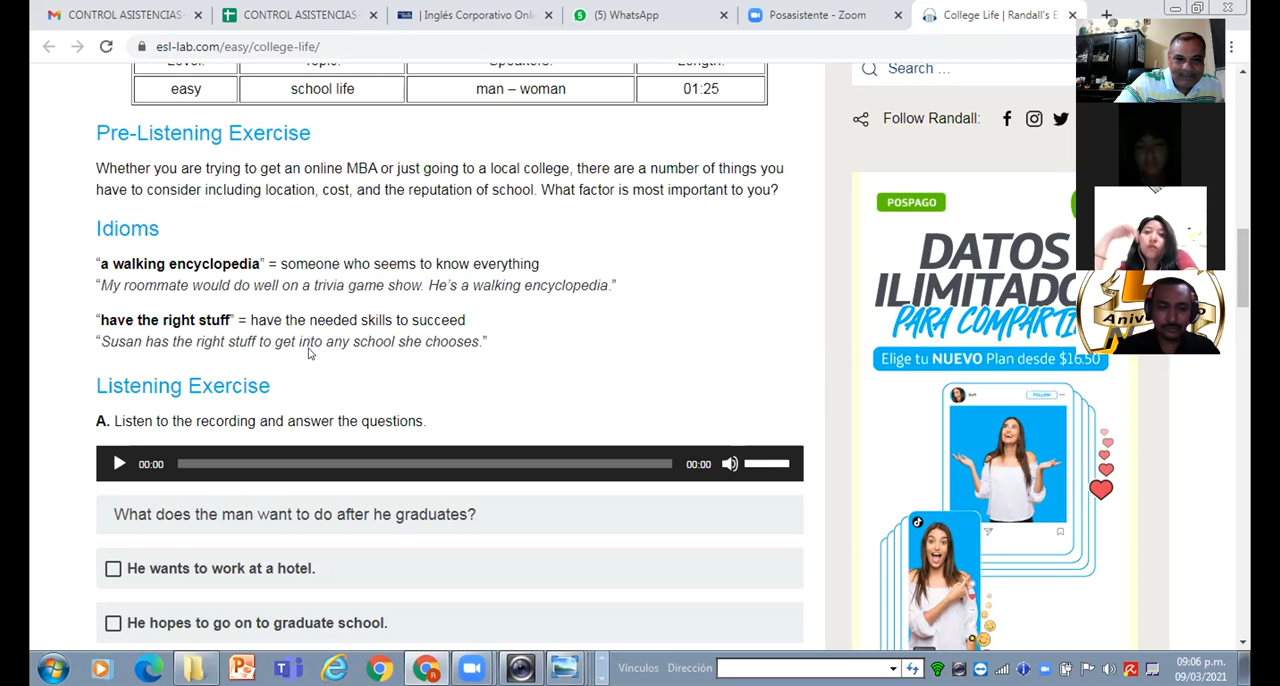 CONTROL ASISTENCIAS-
CONTROL ASISTENCIAS-
| Inglés Corporativo Onli
(5) WhatsApp
Posasistente - Zoom
College Life | Randall's E
esl-lab.com/easy/college-life/
Level: Topic: Speakers: Length:
easy school life man – woman 01:25
Pre-Listening Exercise
Whether you are trying to get an online MBA or just going to a local college, there are a number of things you
have to consider including location, cost, and the reputation of school. What factor is most important to you?
Idioms
“a walking encyclopedia” = someone who seems to know everything
“My roommate would do well on a trivia game show. He’s a walking encyclopedia.”
“have the right stuff” = have the needed skills to succeed
“Susan has the right stuff to get into any school she chooses.”
Listening Exercise
A. Listen to the recording and answer the questions.
00:00 00:00
What does the man want to do after he graduates?
He wants to work at a hotel.
He hopes to go on to graduate school.
Search …
Follow Randall:
POSPAGO
DATOS
ILIMITADO
PARA COMPARTI
Elige tu NUEVO Plan desde $16.50
FOLLOW
Aniv
Vínculos Dirección
09:06 p.m.
09/03/2021